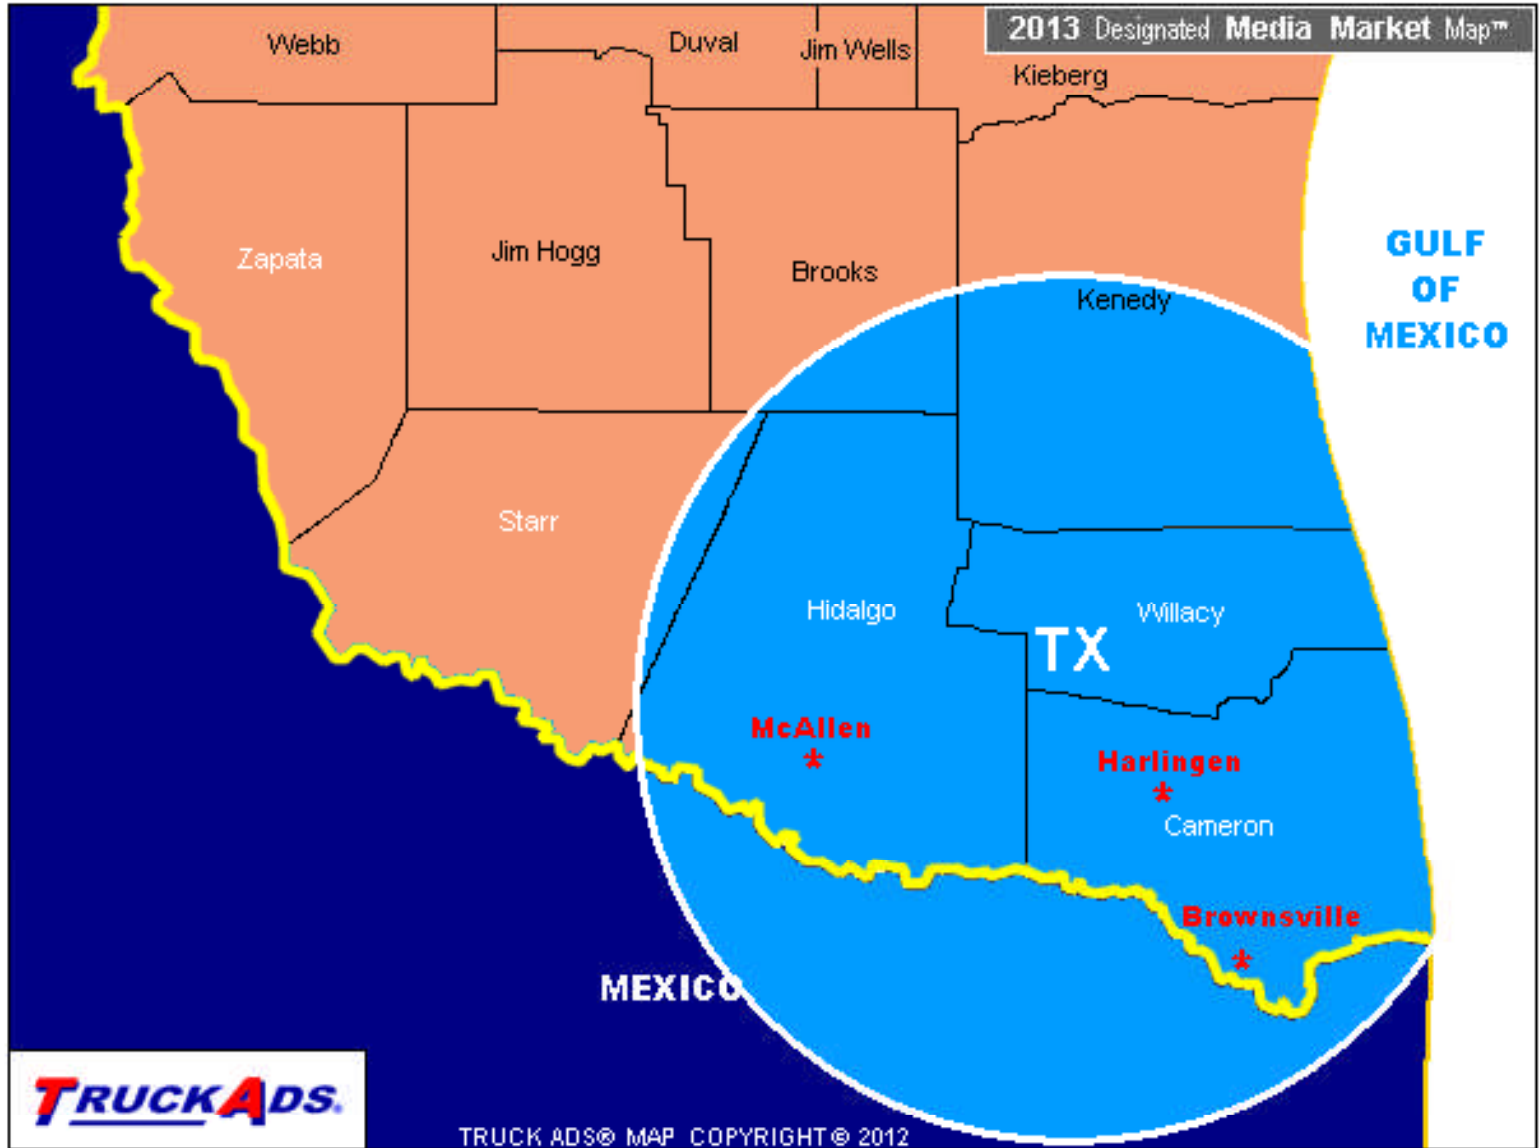 2013 Designated Media Market Map™
Webb
Duval
Jim Wells
Kieberg
Zapata
Jim Hogg
Brooks
Kenedy
GULF
OF
MEXICO
Starr
Hidalgo
Willacy
TX
McAllen
*
Harlingen
*
Cameron
Brownsville
*
MEXICO
TRUCKADS.
TRUCK ADS® MAP COPYRIGHT © 2012